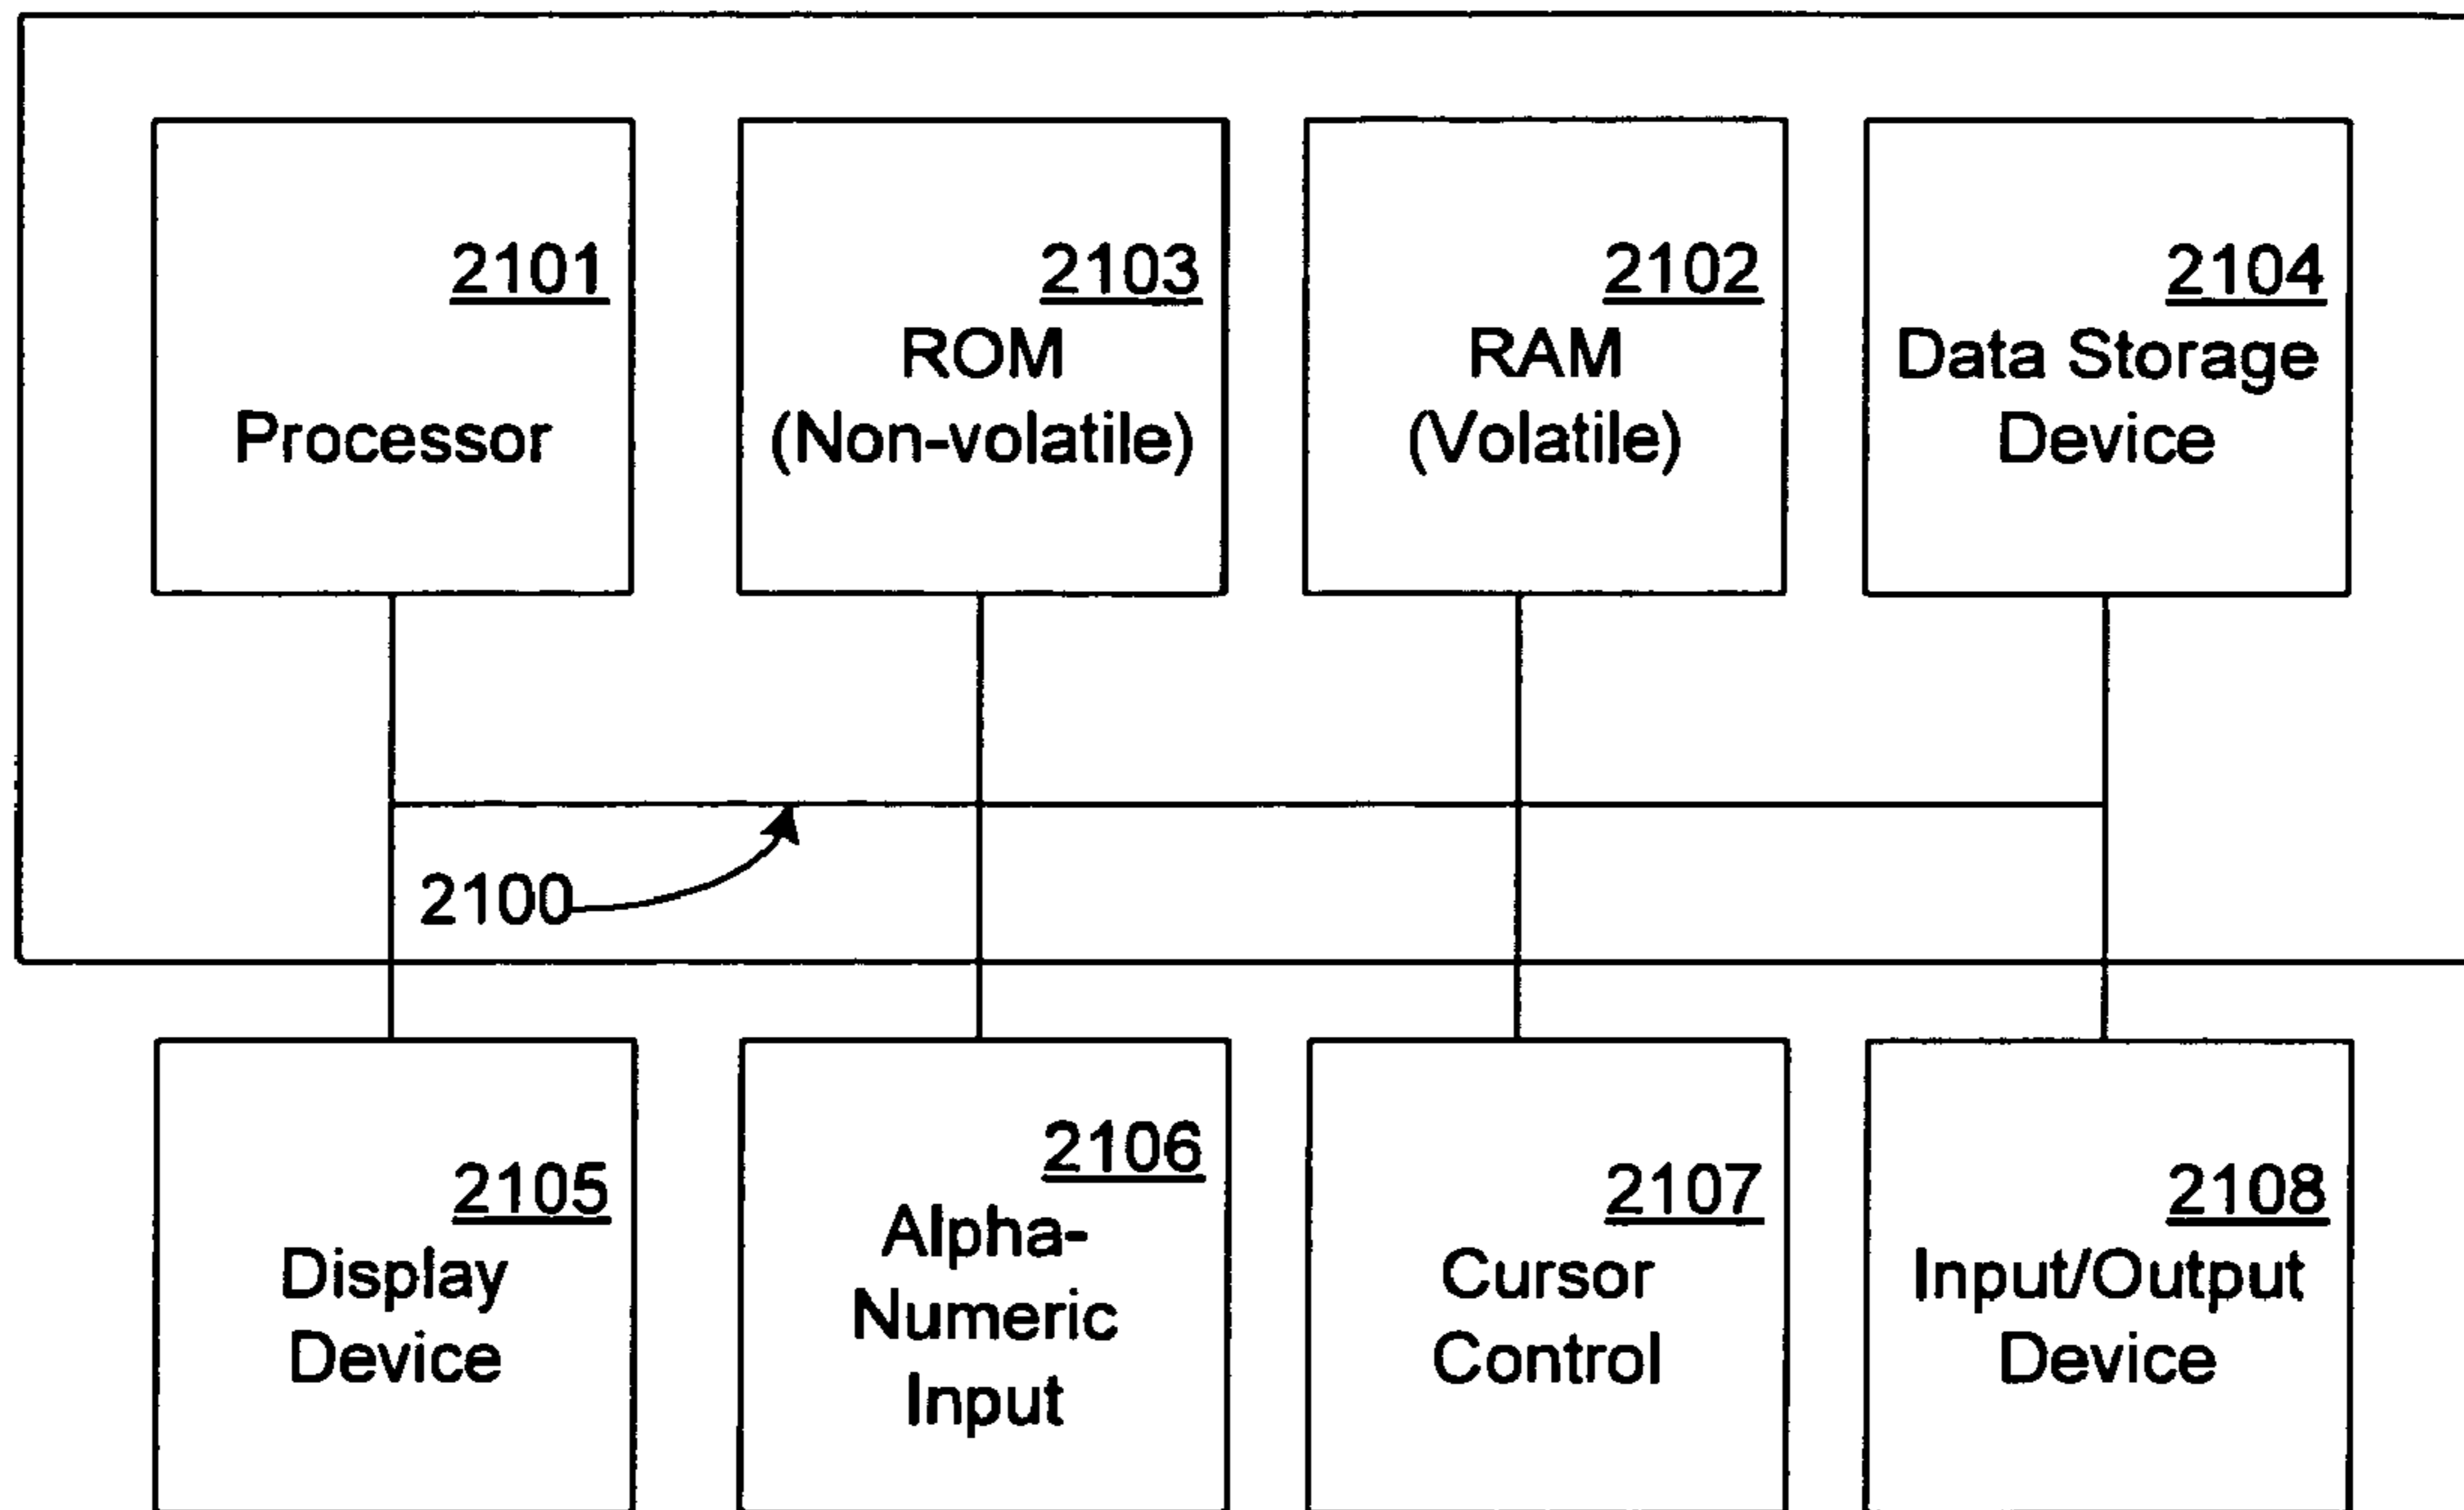 2101
Processor
2103
ROM
(Non-volatile)
2102
RAM
(Volatile)
2104
Data Storage
Device
2100
2105
Display
Device
2106
Alpha-
Numeric
Input
2107
Cursor
Control
2108
Input/Output
Device